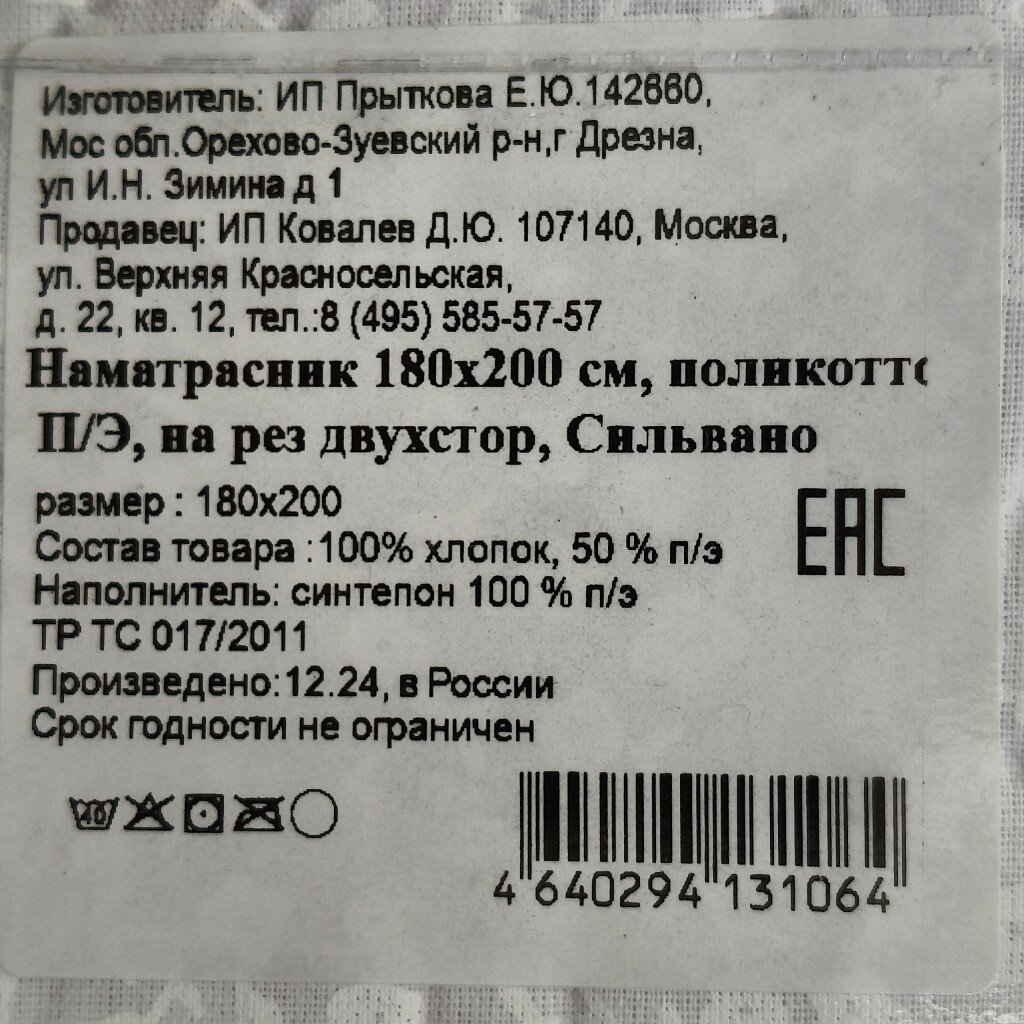 Изготовитель: ИП Прыткова Е.Ю.142660,
Мос обл.Орехово-Зуевский р-н,г Дрезна,
ул И.Н. Зимина д 1
Продавец: ИП Ковалев Д.Ю. 107140, Москва,
ул. Верхняя Красносельская,
д. 22, кв. 12, тел.:8 (495) 585-57-57
Наматрасник 180х200 см, поликотто
П/Э, на рез двухстор, Сильвано
размер : 180х200
Состав товара :100% хлопок, 50 % п/э
EAC
Наполнитель: синтепон 100 % п/э
ТР ТС 017/2011
Произведено:12.24, в России
Срок годности не ограничен
40
4 640294 131064